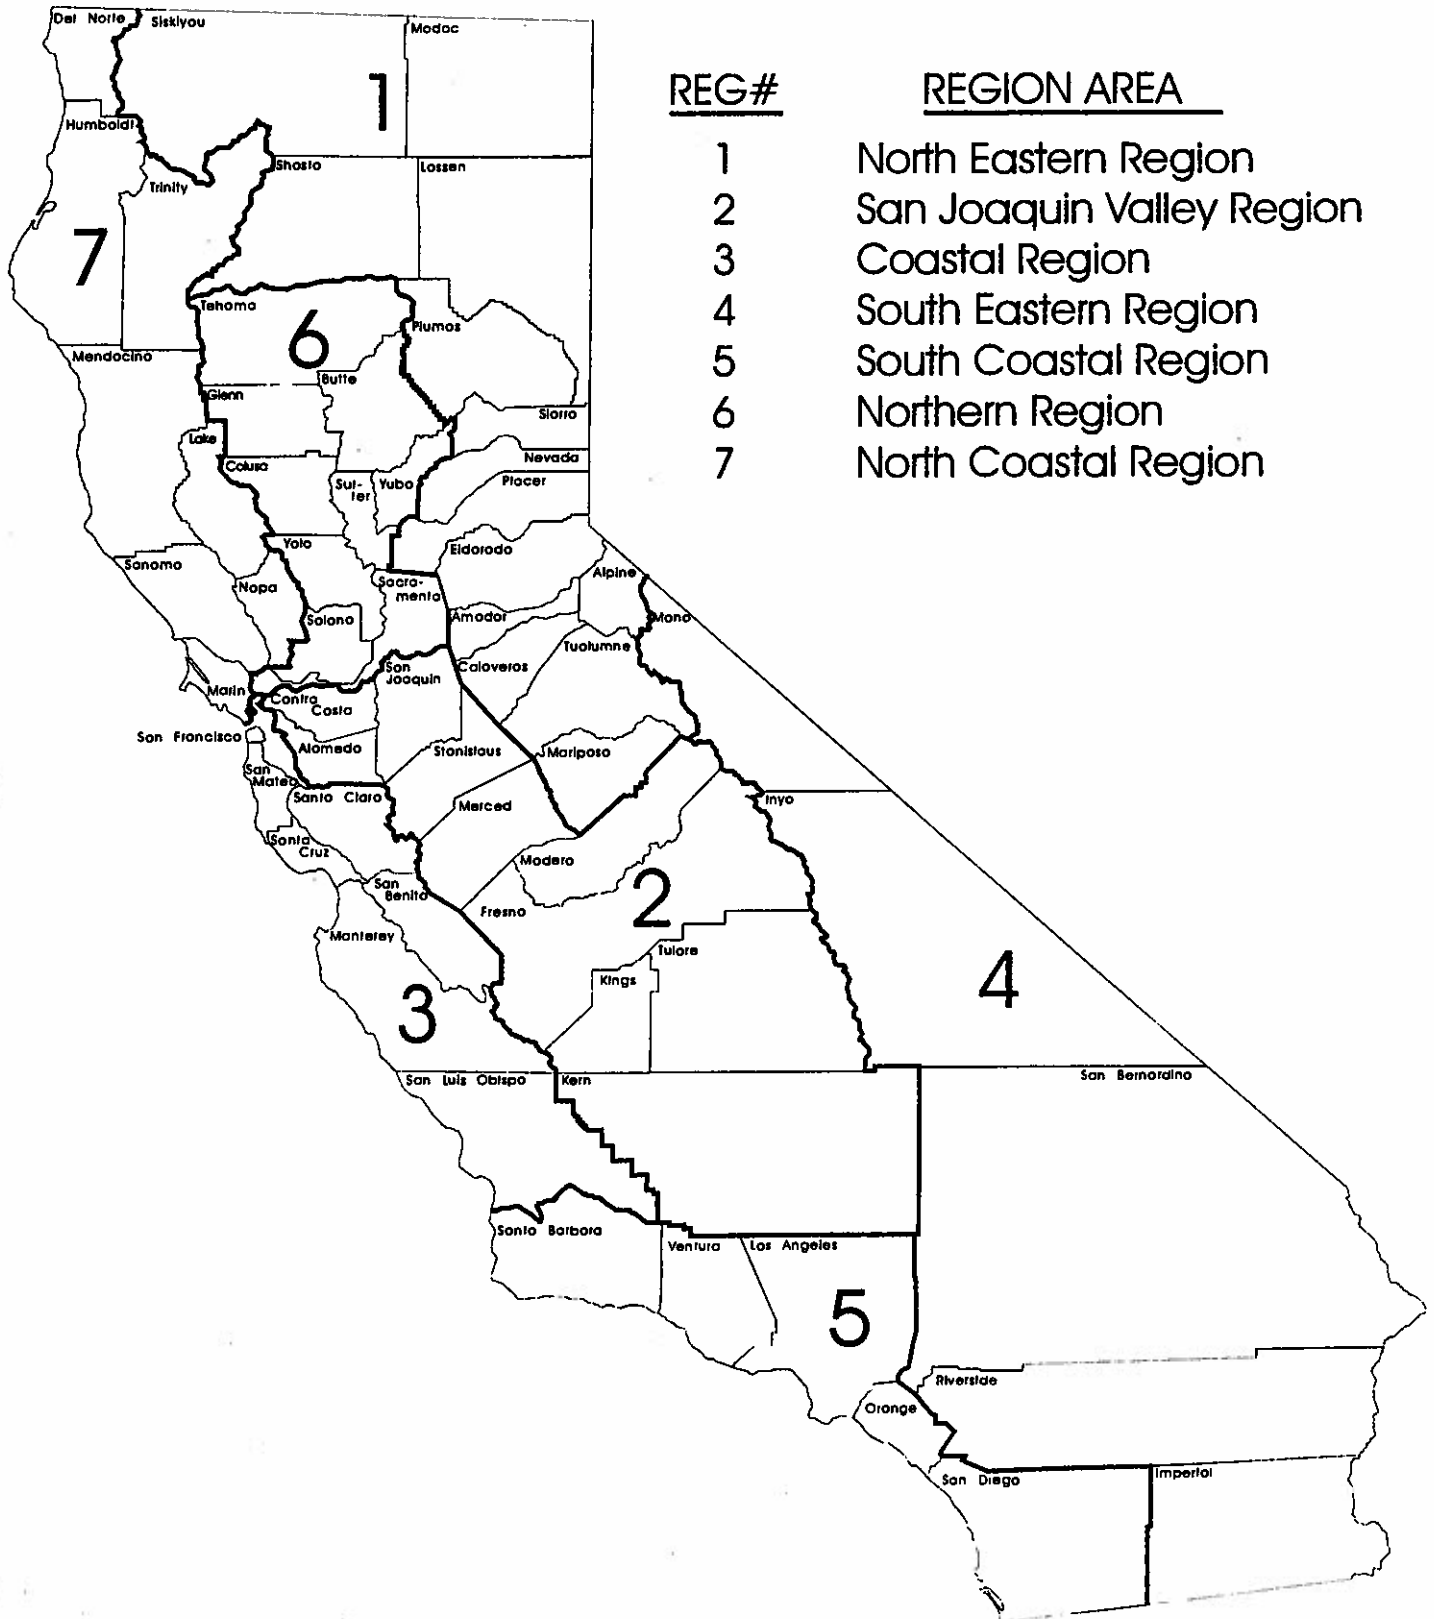 Del Norte
Siskiyou
Modoc
1
REG# REGION AREA
1 North Eastern Region
2 San Joaquin Valley Region
3 Coastal Region
4 South Eastern Region
5 South Coastal Region
6 Northern Region
7 North Coastal Region
Humboldt
Trinity
Shasta
Lassen
7
Tehama
Plumas
6
Mendocino
Butte
Glenn
Sierra
Lake
Colusa
Nevada
Sut-
ter
Yuba
Placer
Yolo
Eldorado
Sonoma
Napa
Sacra-
mento
Alpine
Solono
Amador
Mono
Tuolumne
San
Joaquin
Calaveras
Marin
Contra
Costa
San Francisco
Alameda
Stanislaus
Mariposa
San
Mateo
Santa Clara
Merced
Inyo
Santa
Cruz
Madera
San
Benito
2
Fresno
Monterey
Tulare
Kings
4
3
San Luis Obispo
Kern
San Bernardino
Santa Barbara
Ventura
Los Angeles
5
Riverside
Orange
San Diego
Imperial